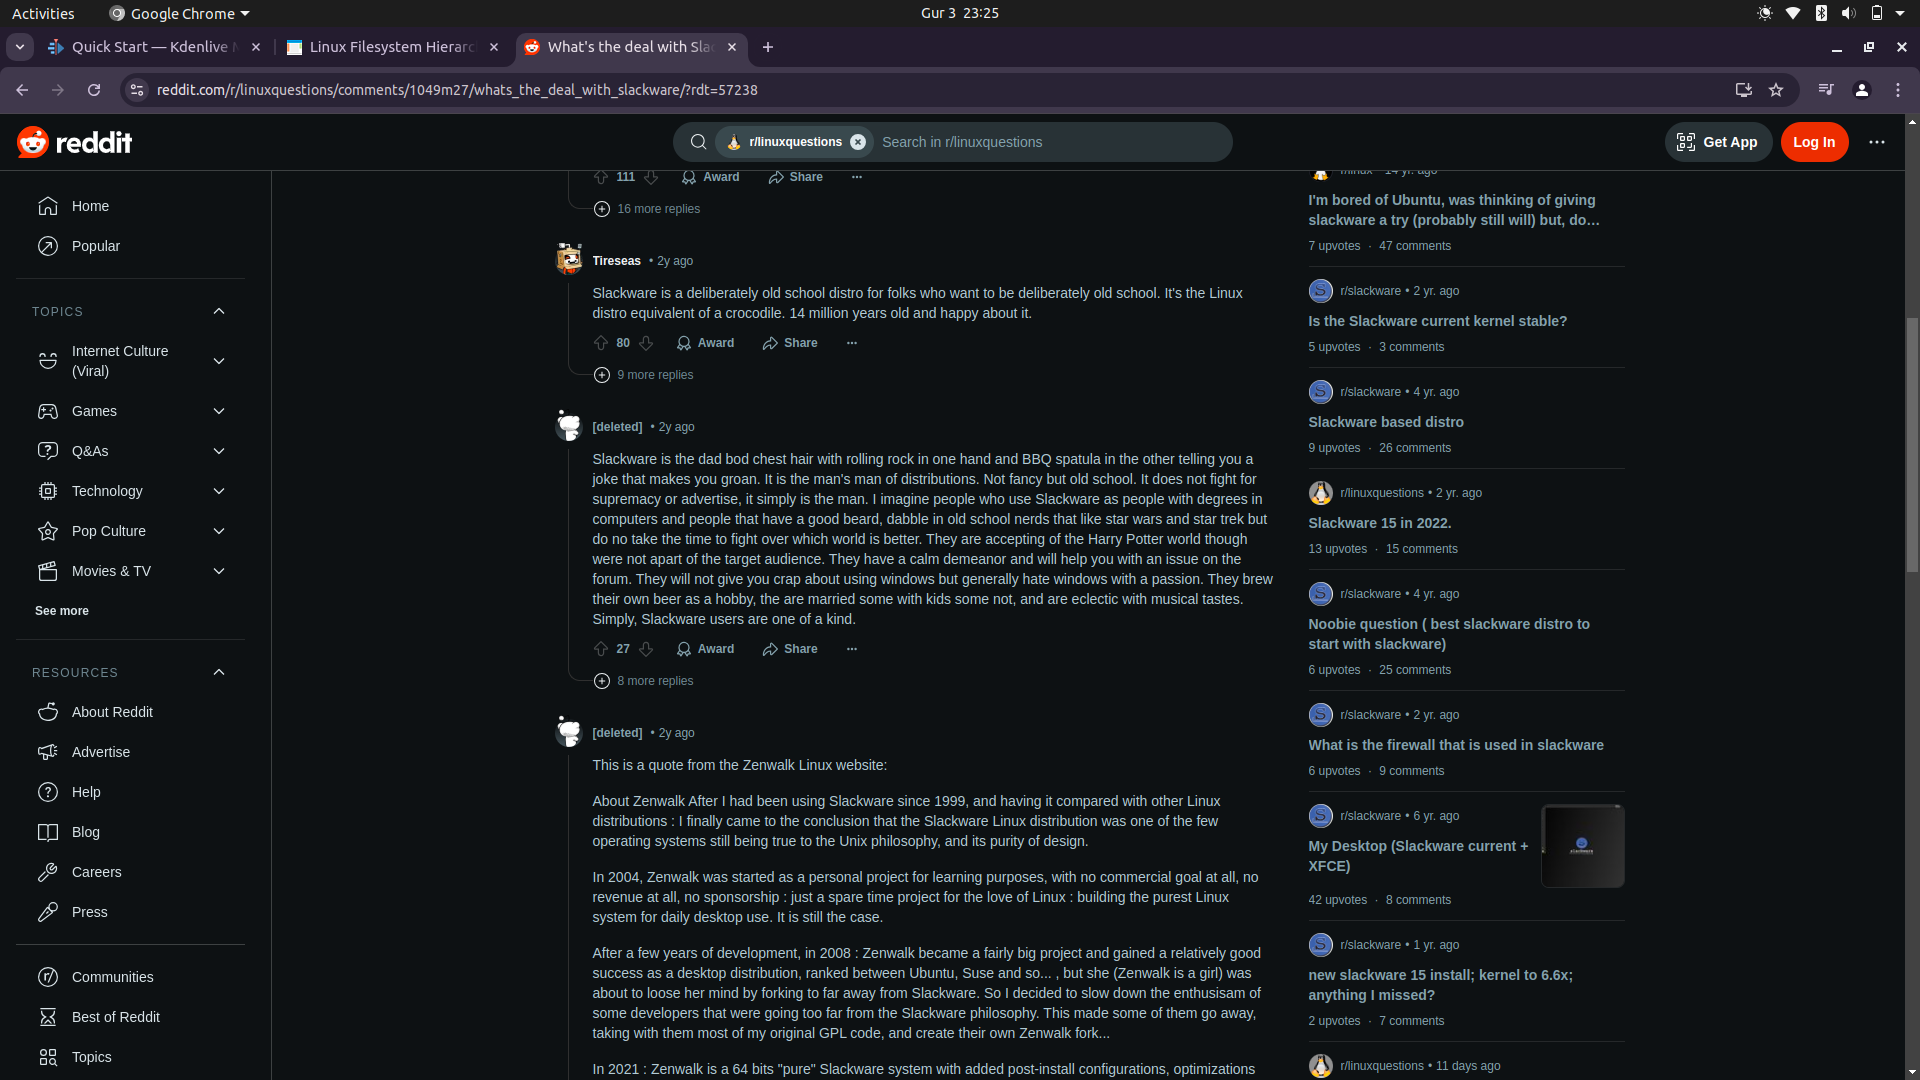 Activities
Google Chrome
Gur 3 23:25
Quick Start — Kdenlive
Linux Filesystem Hierarc
What's the deal with Sla
reddit.com/r/linuxquestions/comments/1049m27/whats_the_deal_with_slackware/?rdt=57238
reddit
r/linuxquestions
Search in r/linuxquestions
Get App
Log In
Home
Popular
TOPICS
Internet Culture
(Viral)
Games
Q&As
Technology
Pop Culture
Movies & TV
See more
RESOURCES
About Reddit
Advertise
Help
Blog
Careers
Press
Communities
Best of Reddit
Topics
111
Award
Share
16 more replies
Tireseas • 2y ago
Slackware is a deliberately old school distro for folks who want to be deliberately old school. It's the Linux
distro equivalent of a crocodile. 14 million years old and happy about it.
80
Award
Share
9 more replies
[deleted] • 2y ago
Slackware is the dad bod chest hair with rolling rock in one hand and BBQ spatula in the other telling you a
joke that makes you groan. It is the man's man of distributions. Not fancy but old school. It does not fight for
supremacy or advertise, it simply is the man. I imagine people who use Slackware as people with degrees in
computers and people that have a good beard, dabble in old school nerds that like star wars and star trek but
do no take the time to fight over which world is better. They are accepting of the Harry Potter world though
were not apart of the target audience. They have a calm demeanor and will help you with an issue on the
forum. They will not give you crap about using windows but generally hate windows with a passion. They brew
their own beer as a hobby, the are married some with kids some not, and are eclectic with musical tastes.
Simply, Slackware users are one of a kind.
27
Award
Share
8 more replies
[deleted] • 2y ago
This is a quote from the Zenwalk Linux website:
About Zenwalk After I had been using Slackware since 1999, and having it compared with other Linux
distributions : I finally came to the conclusion that the Slackware Linux distribution was one of the few
operating systems still being true to the Unix philosophy, and its purity of design.
In 2004, Zenwalk was started as a personal project for learning purposes, with no commercial goal at all, no
revenue at all, no sponsorship : just a spare time project for the love of Linux : building the purest Linux
system for daily desktop use. It is still the case.
After a few years of development, in 2008 : Zenwalk became a fairly big project and gained a relatively good
success as a desktop distribution, ranked between Ubuntu, Suse and so... , but she (Zenwalk is a girl) was
about to loose her mind by forking to far away from Slackware. So I decided to slow down the enthusisam of
some developers that were going too far from the Slackware philosophy. This made some of them go away,
taking with them most of my original GPL code, and create their own Zenwalk fork...
In 2021 : Zenwalk is a 64 bits "pure" Slackware system with added post-install configurations, optimizations
14 yr. ago
I'm bored of Ubuntu, was thinking of giving
slackware a try (probably still will) but, do...
7 upvotes · 47 comments
r/slackware • 2 yr. ago
Is the Slackware current kernel stable?
5 upvotes · 3 comments
r/slackware • 4 yr. ago
Slackware based distro
9 upvotes · 26 comments
r/linuxquestions • 2 yr. ago
Slackware 15 in 2022.
13 upvotes · 15 comments
r/slackware • 4 yr. ago
Noobie question ( best slackware distro to
start with slackware)
6 upvotes · 25 comments
r/slackware • 2 yr. ago
What is the firewall that is used in slackware
6 upvotes · 9 comments
r/slackware • 6 yr. ago
My Desktop (Slackware current +
XFCE)
42 upvotes · 8 comments
r/slackware • 1 yr. ago
new slackware 15 install; kernel to 6.6x;
anything I missed?
2 upvotes · 7 comments
r/linuxquestions • 11 days ago